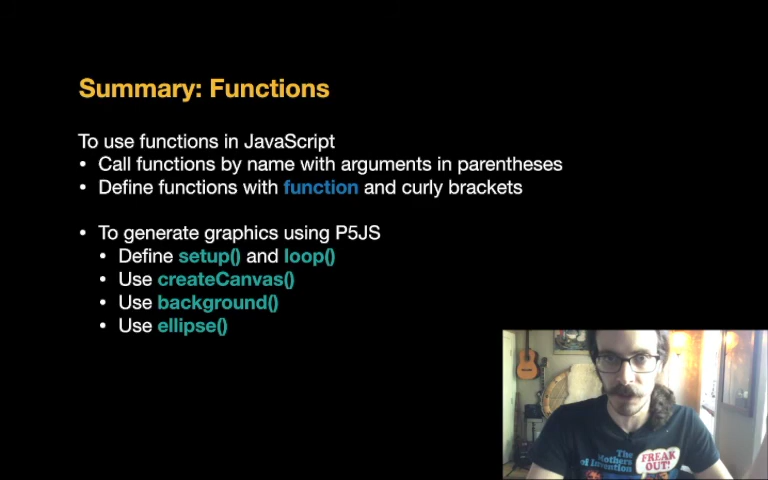 Summary: Functions
To use functions in JavaScript
• Call functions by name with arguments in parentheses
• Define functions with function and curly brackets
• To generate graphics using P5JS
• Define setup() and loop()
• Use createCanvas()
• Use background()
• Use ellipse()
The
Mothers
of Invention
FREAK
OUT!